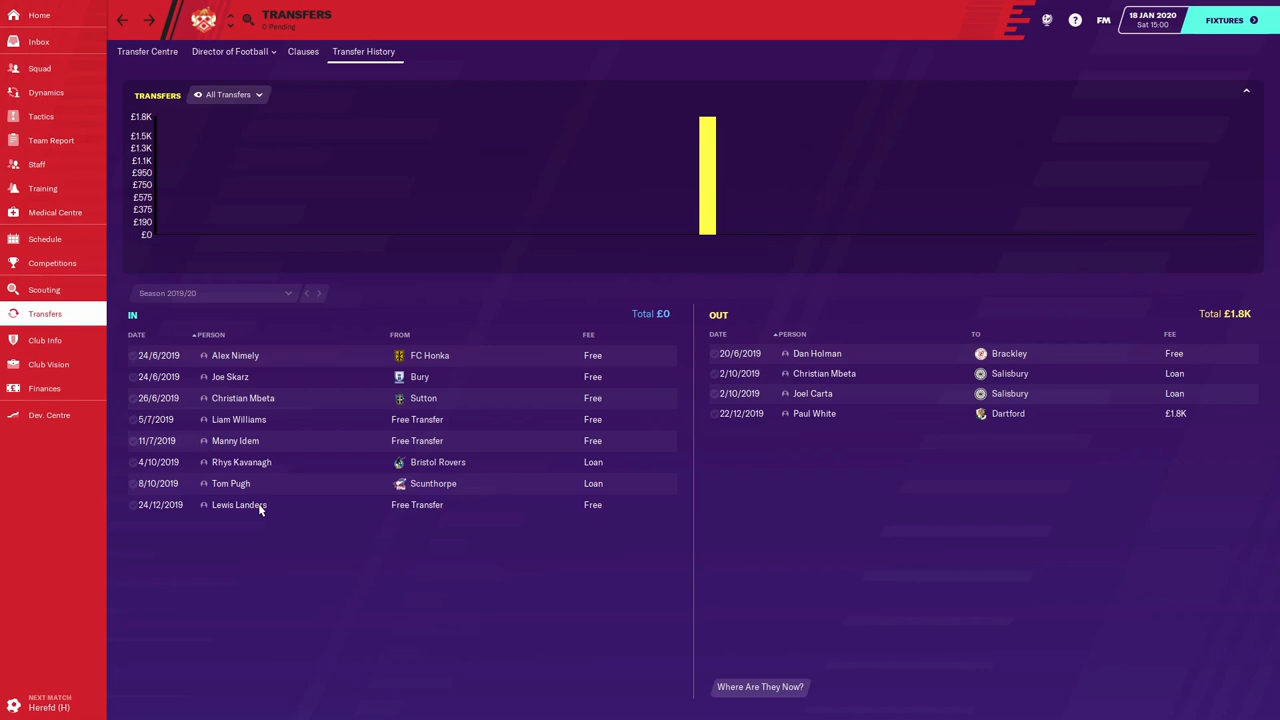 Home
Inbox
Squad
Dynamics
Tactics
Team Report
Staff
Training
Medical Centre
Schedule
Competitions
Scouting
Transfers
Club Info
Club Vision
Finances
Dev. Centre
NEXT MATCH
Herefd (H)
TRANSFERS
0 Pending
? FM 18 JAN 2020 FIXTURES
Sat 15:00
Transfer Centre Director of Football Clauses Transfer History
TRANSFERS All Transfers
£1.8K
£1.5K
£1.3K
£1.1K
£950
£750
£575
£375
£190
£0
Season 2019/20
IN Total £0
DATE PERSON FROM FEE
24/6/2019 Alex Nimely FC Honka Free
24/6/2019 Joe Skarz Bury Free
26/6/2019 Christian Mbeta Sutton Free
5/7/2019 Liam Williams Free Transfer Free
11/7/2019 Manny Idem Free Transfer Free
4/10/2019 Rhys Kavanagh Bristol Rovers Loan
8/10/2019 Tom Pugh Scunthorpe Loan
24/12/2019 Lewis Landers Free Transfer Free
OUT Total £1.8K
DATE PERSON TO FEE
20/6/2019 Dan Holman Brackley Free
2/10/2019 Christian Mbeta Salisbury Loan
2/10/2019 Joel Carta Salisbury Loan
22/12/2019 Paul White Dartford £1.8K
Where Are They Now?